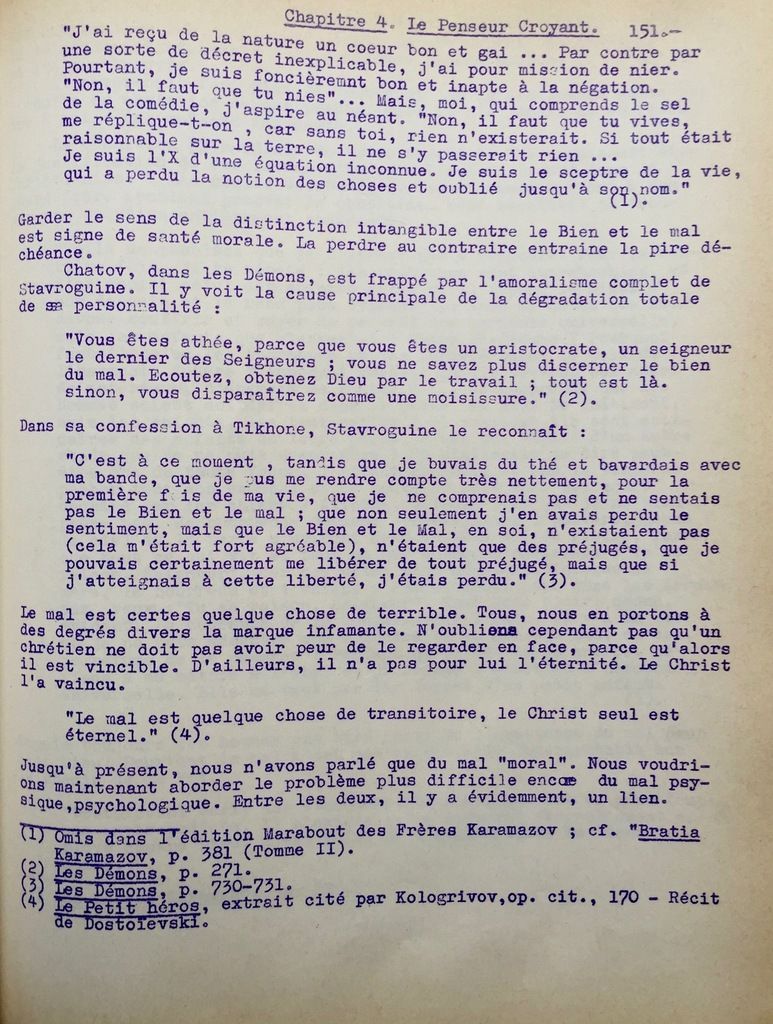 Chapitre 4. Le Penseur Croyant. 151.-
"J'ai reçu de la nature un coeur bon et gai ... Par contre par
une sorte de décret inexplicable, j'ai pour mission de nier.
Pourtant, je suis foncièremnt bon et inapte à la négation.
"Non, il faut que tu nies"... Mais, moi, qui comprends le sel
de la comédie, j'aspire au néant. "Non, il faut que tu vives,
me réplique-t-on , car sans toi, rien n'existerait. Si tout était
raisonnable sur la terre, il ne s'y passerait rien ...
Je suis l'X d'une équation inconnue. Je suis le sceptre de la vie,
qui a perdu la notion des choses et oublié jusqu'à son nom."
(1).
Garder le sens de la distinction intangible entre le Bien et le mal
est signe de santé morale. La perdre au contraire entraine la pire dé-
chéance.
Chatov, dans les Démons, est frappé par l'amoralisme complet de
Stavroguine. Il y voit la cause principale de la dégradation totale
de sa personnalité :
"Vous êtes athée, parce que vous êtes un aristocrate, un seigneur
le dernier des Seigneurs ; vous ne savez plus discerner le bien
du mal. Ecoutez, obtenez Dieu par le travail ; tout est là.
sinon, vous disparaîtrez comme une moisissure." (2).
Dans sa confession à Tikhone, Stavroguine le reconnaît :
"C'est à ce moment , tandis que je buvais du thé et bavardais avec
ma bande, que je pus me rendre compte très nettement, pour la
première fois de ma vie, que je ne comprenais pas et ne sentais
pas le Bien et le mal ; que non seulement j'en avais perdu le
sentiment, mais que le Bien et le Mal, en soi, n'existaient pas
(cela m'était fort agréable), n'étaient que des préjugés, que je
pouvais certainement me libérer de tout préjugé, mais que si
j'atteignais à cette liberté, j'étais perdu." (3).
Le mal est certes quelque chose de terrible. Tous, nous en portons à
des degrés divers la marque infamante. N'oublions cependant pas qu'un
chrétien ne doit pas avoir peur de le regarder en face, parce qu'alors
il est vincible. D'ailleurs, il n'a pas pour lui l'éternité. Le Christ
l'a vaincu.
"Le mal est quelque chose de transitoire, le Christ seul est
éternel." (4).
Jusqu'à présent, nous n'avons parlé que du mal "moral". Nous voudri-
ons maintenant aborder le problème plus difficile encore du mal psy-
sique,psychologique. Entre les deux, il y a évidemment, un lien.
(1) Omis dans l'édition Marabout des Frères Karamazov ; cf. "Bratia
Karamazov, p. 381 (Tomme II).
(2) Les Démons, p. 271.
(3) Les Démons, p. 730-731.
(4) Le Petit héros, extrait cité par Kologrivov,op. cit., 170 - Récit
de Dostoïevski.